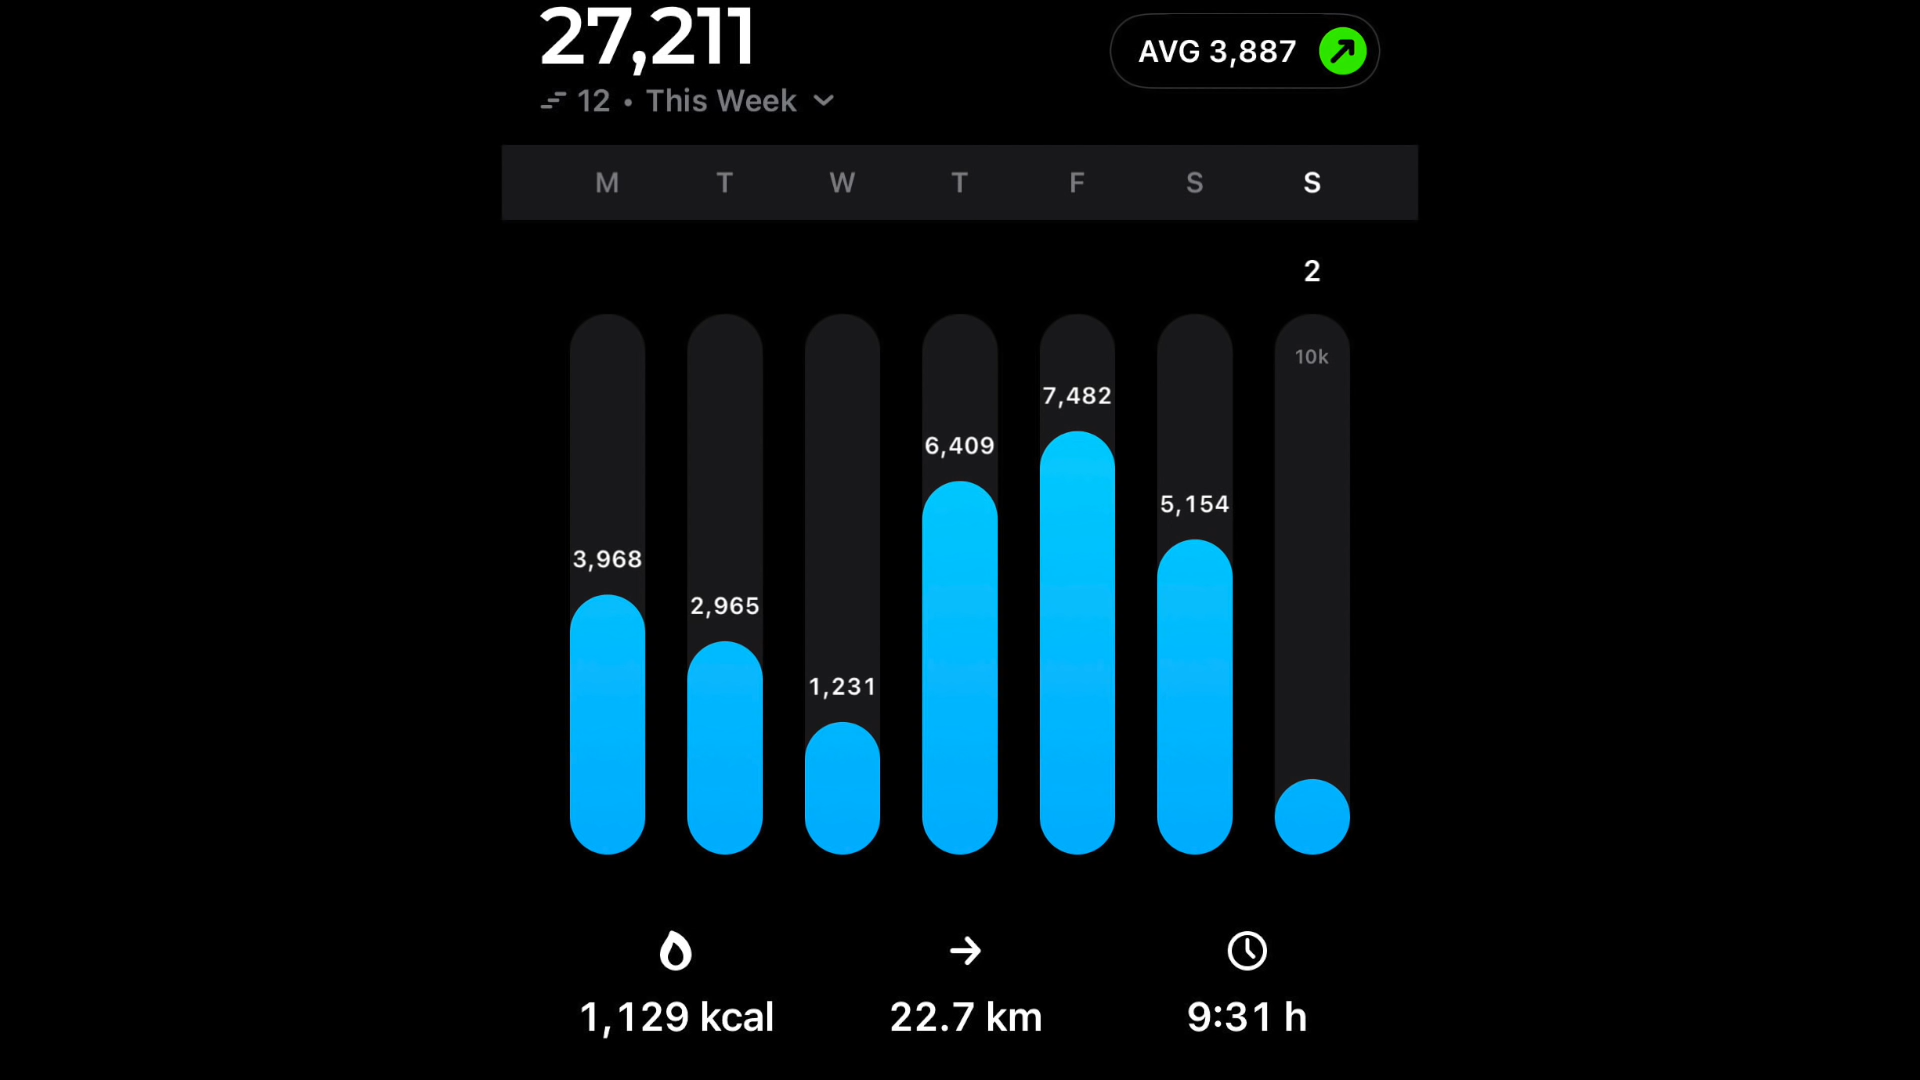 27,211
AVG 3,887
12 • This Week
M T W T F S S
2
10k
7,482
6,409
5,154
3,968
2,965
1,231
1,129 kcal
22.7 km
9:31 h